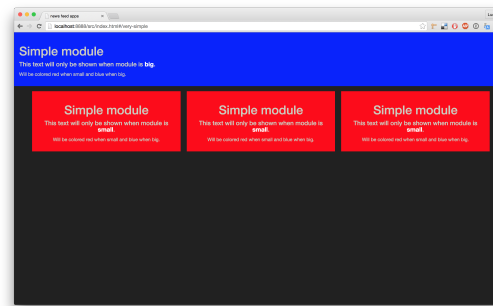 news feed apps
localhost:8888/src/index.html#/very-simple
Simple module
This text will only be shown when module is big.
Will be colored red when small and blue when big.
Simple module
This text will only be shown when module is
small.
Will be colored red when small and blue when big.
Simple module
This text will only be shown when module is
small.
Will be colored red when small and blue when big.
Simple module
This text will only be shown when module is
small.
Will be colored red when small and blue when big.